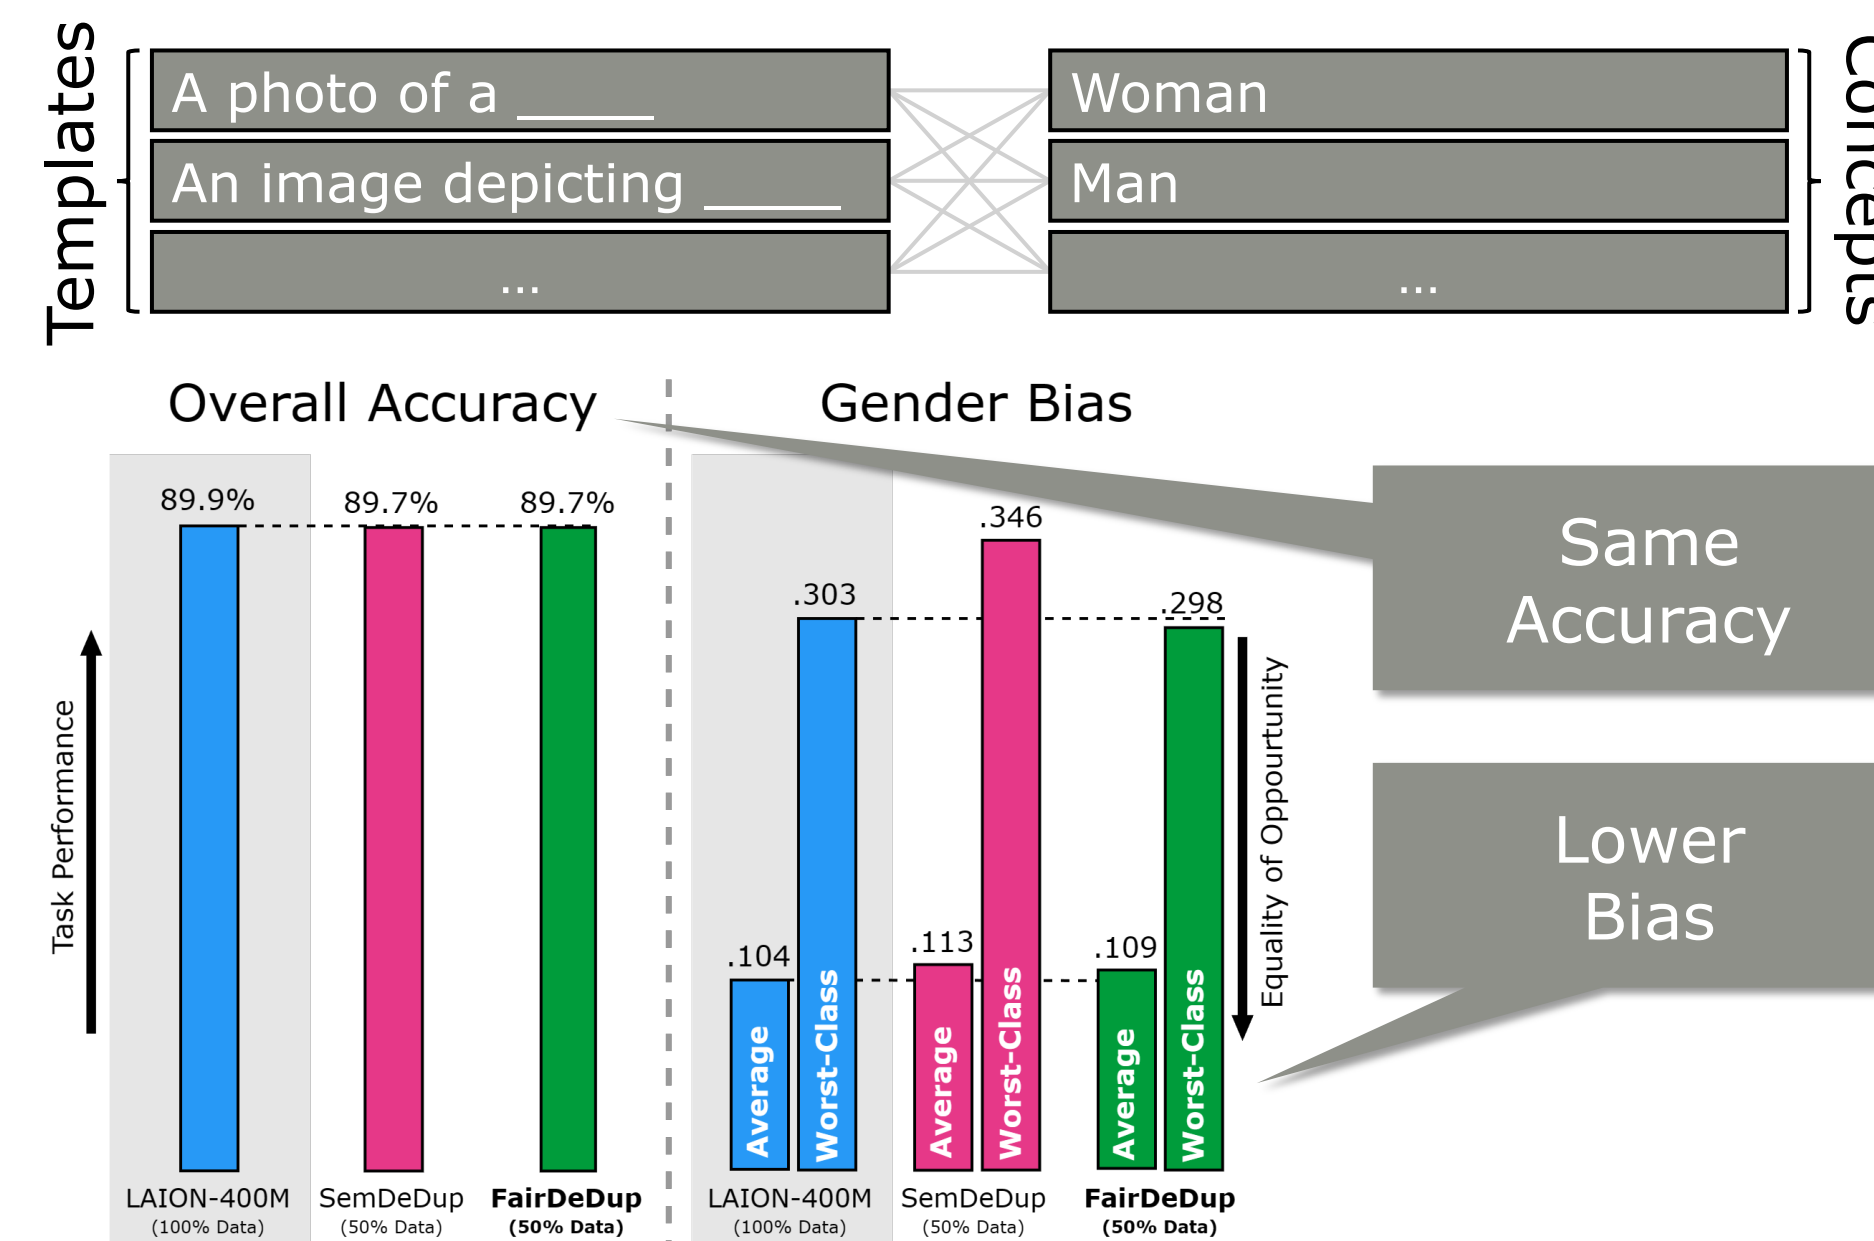 Templates
A photo of a _____
An image depicting _____
...
Woman
Man
...
Concepts
Overall Accuracy
Gender Bias
89.9%
89.7%
89.7%
Task Performance
LAION-400M
(100% Data)
SemDeDup
(50% Data)
FairDeDup
(50% Data)
.104
Average
.303
Worst-Class
.113
Average
.346
Worst-Class
.109
Average
.298
Worst-Class
Equality of Oppourtunity
LAION-400M
(100% Data)
SemDeDup
(50% Data)
FairDeDup
(50% Data)
Same
Accuracy
Lower
Bias